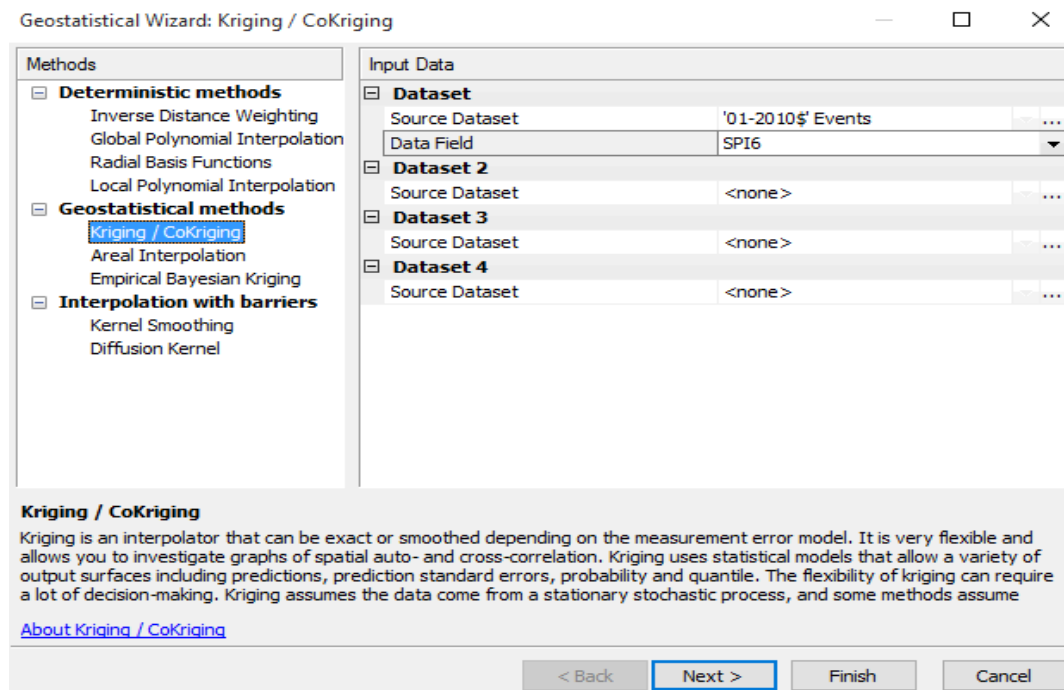 Geostatistical Wizard: Kriging / CoKriging
Methods
Deterministic methods
Inverse Distance Weighting
Global Polynomial Interpolation
Radial Basis Functions
Local Polynomial Interpolation
Geostatistical methods
Kriging / CoKriging
Areal Interpolation
Empirical Bayesian Kriging
Interpolation with barriers
Kernel Smoothing
Diffusion Kernel
Input Data
Dataset
Source Dataset '01-2010$' Events ...
Data Field SPI6
Dataset 2
Source Dataset <none> ...
Dataset 3
Source Dataset <none> ...
Dataset 4
Source Dataset <none> ...
Kriging / CoKriging
Kriging is an interpolator that can be exact or smoothed depending on the measurement error model. It is very flexible and
allows you to investigate graphs of spatial auto- and cross-correlation. Kriging uses statistical models that allow a variety of
output surfaces including predictions, prediction standard errors, probability and quantile. The flexibility of kriging can require
a lot of decision-making. Kriging assumes the data come from a stationary stochastic process, and some methods assume
About Kriging / CoKriging
< Back Next > Finish Cancel